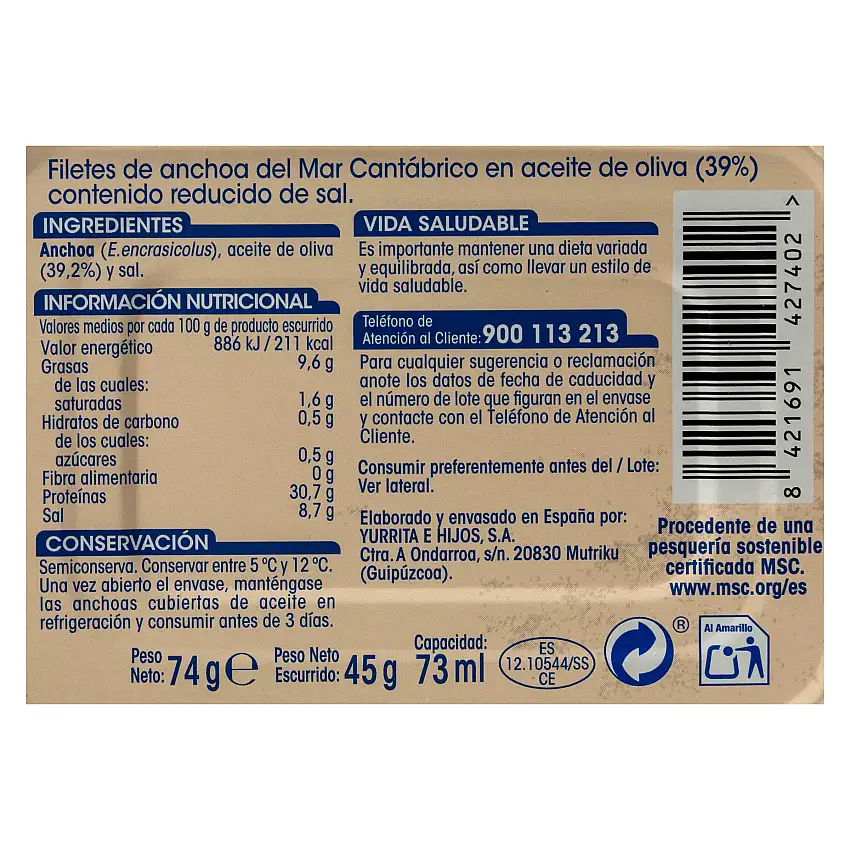 Filetes de anchoa del Mar Cantábrico en aceite de oliva (39%)
contenido reducido de sal.
INGREDIENTES
Anchoa (E.encrasicolus), aceite de oliva
(39,2%) y sal.
INFORMACIÓN NUTRICIONAL
Valores medios por cada 100 g de producto escurrido
Valor energético 886 kJ / 211 kcal
Grasas 9,6 g
de las cuales:
saturadas 1,6 g
Hidratos de carbono 0,5 g
de los cuales:
azúcares 0,5 g
Fibra alimentaria 0 g
Proteínas 30,7 g
Sal 8,7 g
CONSERVACIÓN
Semiconserva. Conservar entre 5 ºC y 12 ºC.
Una vez abierto el envase, manténgase
las anchoas cubiertas de aceite en
refrigeración y consumir antes de 3 días.
VIDA SALUDABLE
Es importante mantener una dieta variada
y equilibrada, así como llevar un estilo de
vida saludable.
Teléfono de
Atención al Cliente: 900 113 213
Para cualquier sugerencia o reclamación
anote los datos de fecha de caducidad y
el número de lote que figuran en el envase
y contacte con el Teléfono de Atención al
Cliente.
Consumir preferentemente antes del / Lote:
Ver lateral.
Elaborado y envasado en España por:
YURRITA E HIJOS, S.A.
Ctra. A Ondarroa, s/n. 20830 Mutriku
(Guipúzcoa).
8 421691 427402 >
Procedente de una
pesquería sostenible
certificada MSC.
www.msc.org/es
Peso
Neto: 74 g e
Peso Neto
Escurrido: 45 g
Capacidad:
73 ml
ES
12.10544/SS
CE
®
Al Amarillo